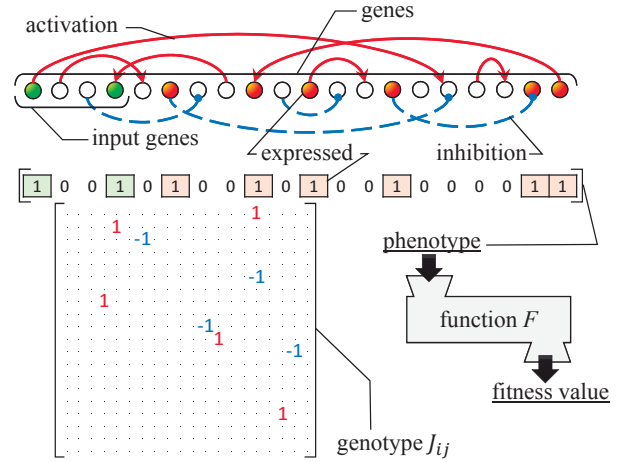 activation
genes
input genes
expressed
inhibition
1 0 0 1 0 1 0 0 1 0 1 0 0 1 0 0 0 0 1 1
1
1
-1
phenotype
-1
1
function F
-1
1
-1
fitness value
1
genotype J_{ij}